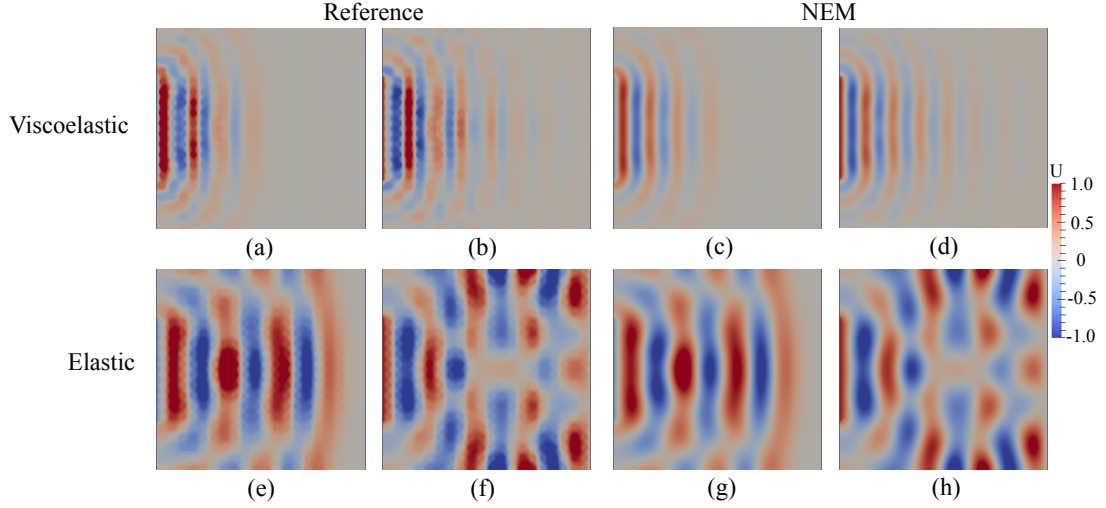 Reference NEM
Viscoelastic
(a) (b) (c) (d)
U
1.0
0.5
0
-0.5
-1.0
Elastic
(e) (f) (g) (h)